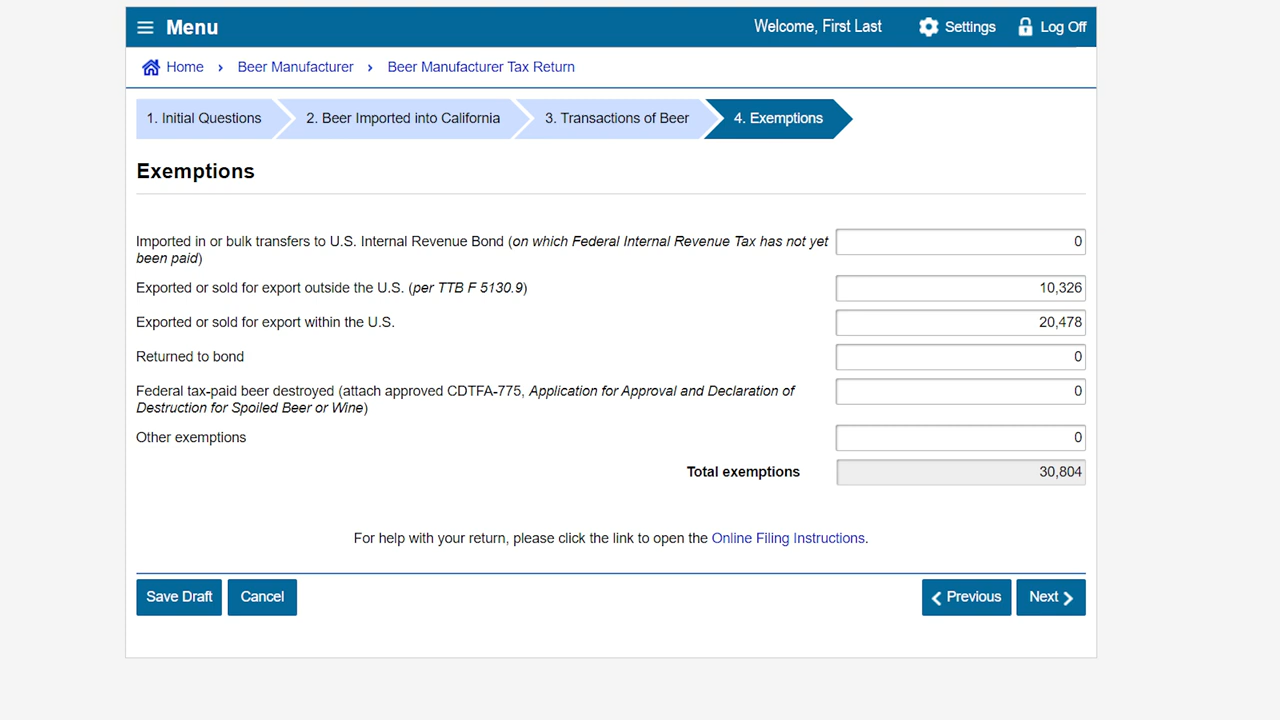 Menu Welcome, First Last Settings Log Off
Home › Beer Manufacturer › Beer Manufacturer Tax Return
1. Initial Questions 2. Beer Imported into California 3. Transactions of Beer 4. Exemptions
Exemptions
Imported in or bulk transfers to U.S. Internal Revenue Bond (on which Federal Internal Revenue Tax has not yet 0
been paid)
Exported or sold for export outside the U.S. (per TTB F 5130.9) 10,326
Exported or sold for export within the U.S. 20,478
Returned to bond 0
Federal tax-paid beer destroyed (attach approved CDTFA-775, Application for Approval and Declaration of 0
Destruction for Spoiled Beer or Wine)
Other exemptions 0
Total exemptions 30,804
For help with your return, please click the link to open the Online Filing Instructions.
Save Draft Cancel Previous Next